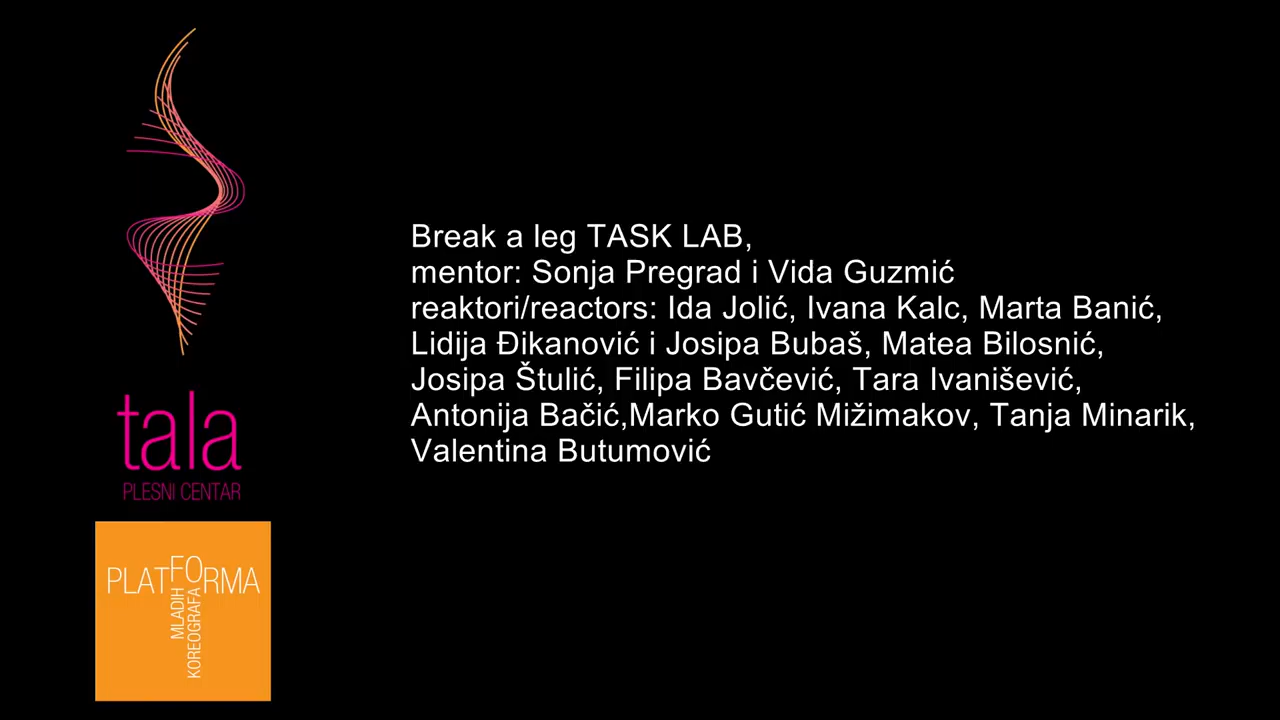 Break a leg TASK LAB,
mentor: Sonja Pregrad i Vida Guzmić
reaktori/reactors: Ida Jolić, Ivana Kalc, Marta Banić,
Lidija Đikanović i Josipa Bubaš, Matea Bilosnić,
Josipa Štulić, Filipa Bavčević, Tara Ivanišević,
Antonija Bačić,Marko Gutić Mižimakov, Tanja Minarik,
Valentina Butumović
tala
PLESNI CENTAR
PLATFORMA
MLADIH
KOREOGRAFA